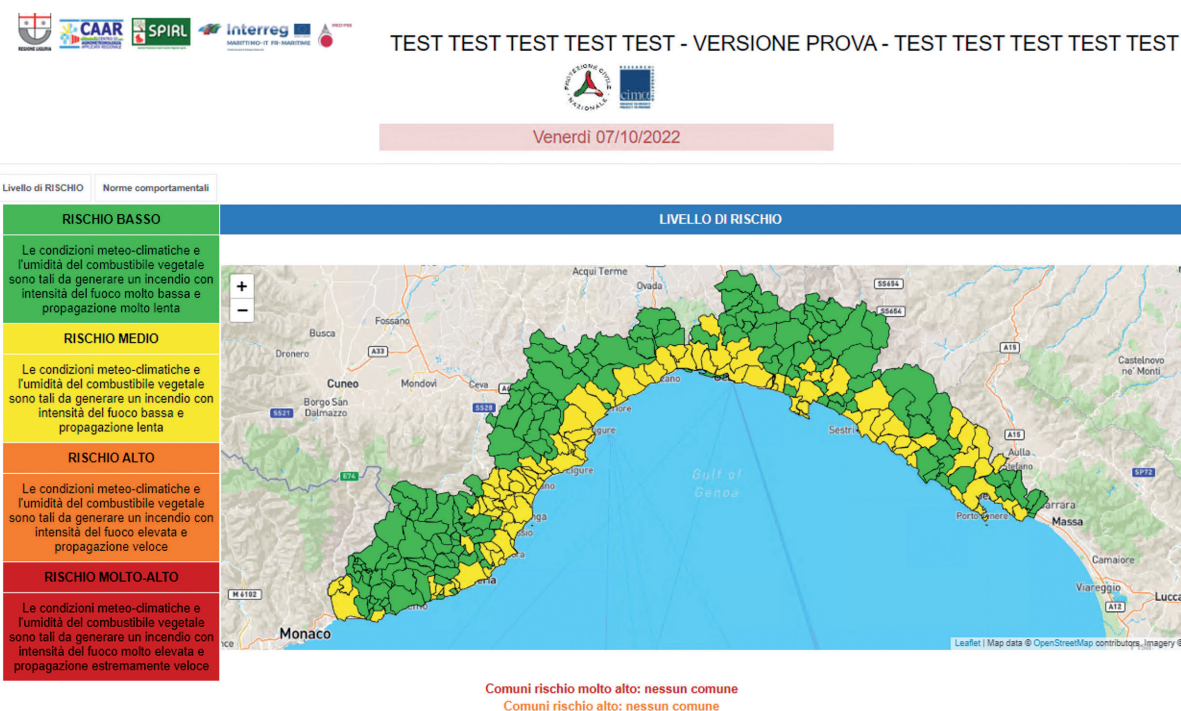 REGIONE LIGURIA
CAAR
SPIRL
Interreg
MARITTIMO-IT FR-MARITIME
MED PSS
TEST TEST TEST TEST TEST - VERSIONE PROVA - TEST TEST TEST TEST TEST
PROTEZIONE CIVILE
NAZIONALE
cima
Venerdì 07/10/2022
Livello di RISCHIO
Norme comportamentali
RISCHIO BASSO
Le condizioni meteo-climatiche e
l'umidità del combustibile vegetale
sono tali da generare un incendio con
intensità del fuoco molto bassa e
propagazione molto lenta
RISCHIO MEDIO
Le condizioni meteo-climatiche e
l'umidità del combustibile vegetale
sono tali da generare un incendio con
intensità del fuoco bassa e
propagazione lenta
RISCHIO ALTO
Le condizioni meteo-climatiche e
l'umidità del combustibile vegetale
sono tali da generare un incendio con
intensità del fuoco elevata e
propagazione veloce
RISCHIO MOLTO-ALTO
Le condizioni meteo-climatiche e
l'umidità del combustibile vegetale
sono tali da generare un incendio con
intensità del fuoco molto elevata e
propagazione estremamente veloce
LIVELLO DI RISCHIO
+
−
Acqui Terme
Ovada
SS654
SS654
Fossano
Busca
A33
Dronero
A15
Castelnovo
ne' Monti
Cuneo
Mondovì
Ceva
A6
Borgo San
Dalmazzo
SS21
SS28
Sestri
A15
Aulla
Stefano
SP72
E74
Gulf of
Genoa
Porto
Venere
arrara
Massa
Camaiore
Viareggio
Lucca
A12
M 6102
Monaco
Leaflet | Map data © OpenStreetMap contributors, Imagery ©
Comuni rischio molto alto: nessun comune
Comuni rischio alto: nessun comune